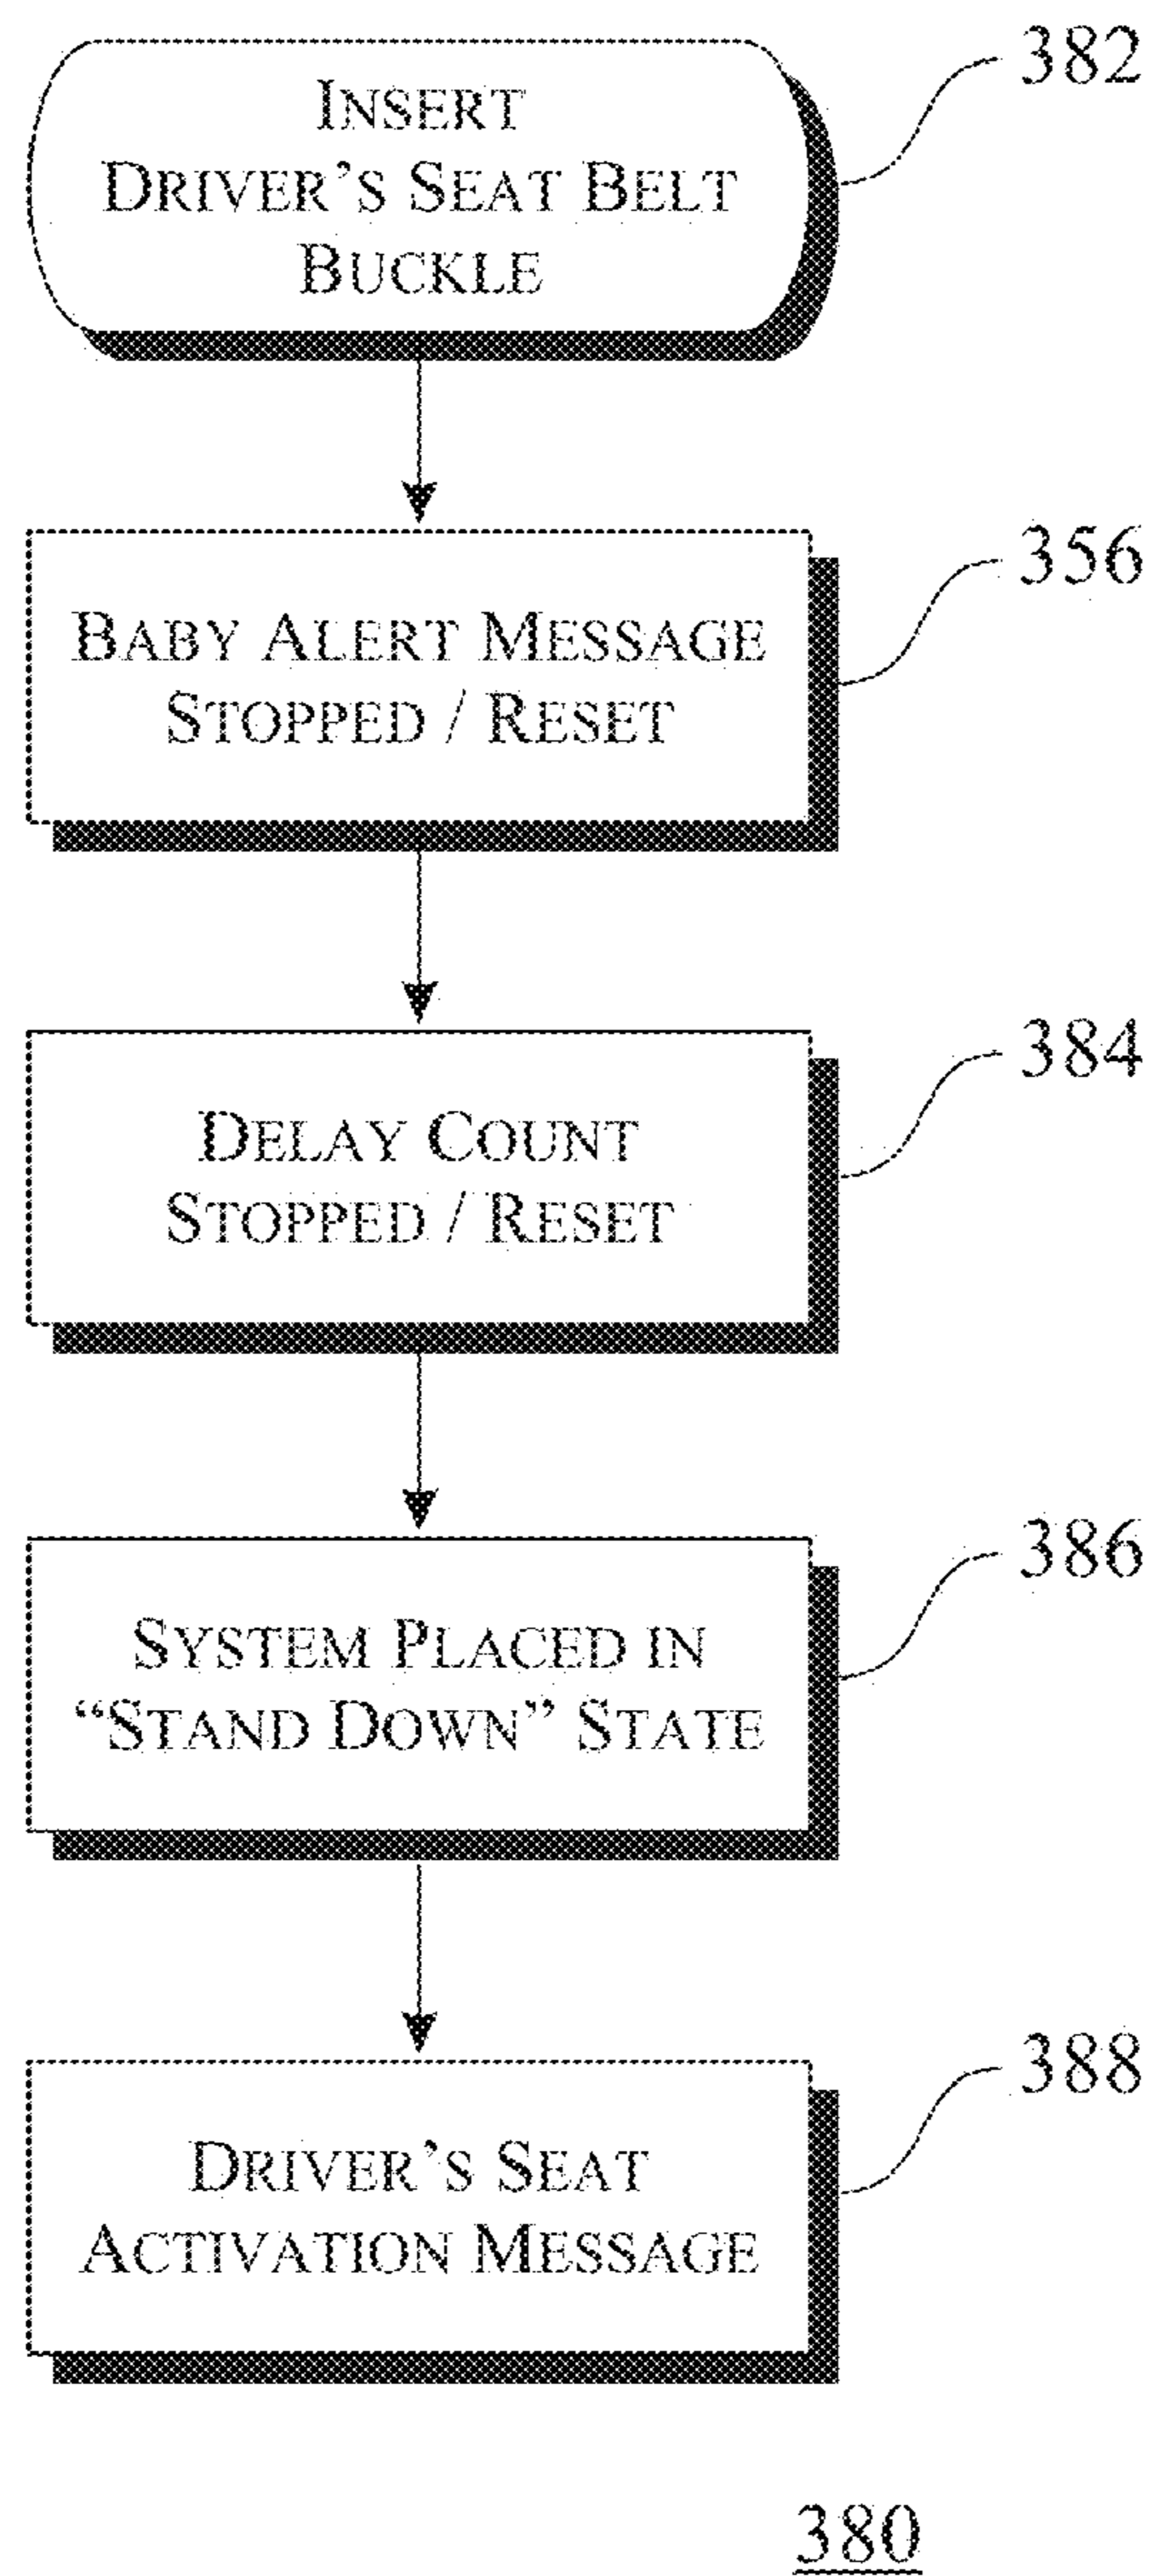 INSERT
DRIVER'S SEAT BELT
BUCKLE
382
BABY ALERT MESSAGE
STOPPED / RESET
356
DELAY COUNT
STOPPED / RESET
384
SYSTEM PLACED IN
“STAND DOWN” STATE
386
DRIVER'S SEAT
ACTIVATION MESSAGE
388
380